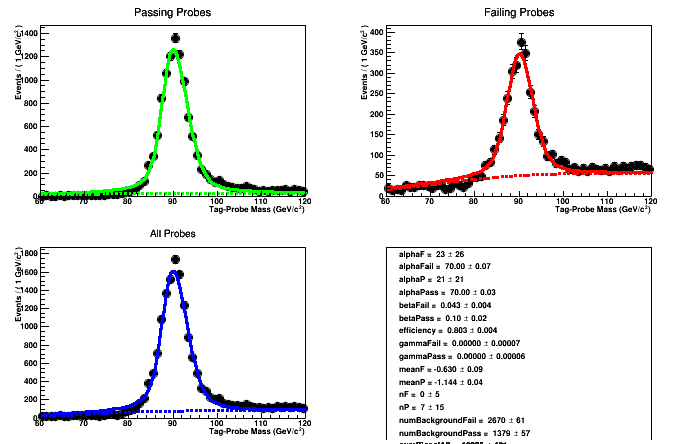 Passing Probes
Events / ( 1 GeV/c² )
1400
1200
1000
800
600
400
200
0
60 70 80 90 100 110 120
Tag-Probe Mass (GeV/c²)
Failing Probes
Events / ( 1 GeV/c² )
400
350
300
250
200
150
100
50
0
60 70 80 90 100 110 120
Tag-Probe Mass (GeV/c²)
All Probes
Events / ( 1 GeV/c² )
1800
1600
1400
1200
1000
800
600
400
200
0
60 70 80 90 100 110 120
Tag-Probe Mass (GeV/c²)
alphaF = 23 ± 26
alphaFail = 70.00 ± 0.07
alphaP = 21 ± 21
alphaPass = 70.00 ± 0.03
betaFail = 0.043 ± 0.004
betaPass = 0.10 ± 0.02
efficiency = 0.803 ± 0.004
gammaFail = 0.00000 ± 0.00007
gammaPass = 0.00000 ± 0.00006
meanF = -0.630 ± 0.09
meanP = -1.144 ± 0.04
nF = 0 ± 5
nP = 7 ± 15
numBackgroundFail = 2670 ± 61
numBackgroundPass = 1379 ± 57